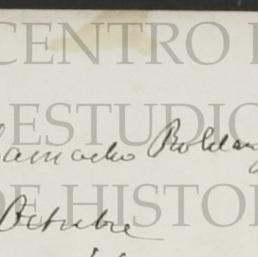 CENTRO
ESTUDIO
Camacho Roldan y
DE HISTOR
Octubre